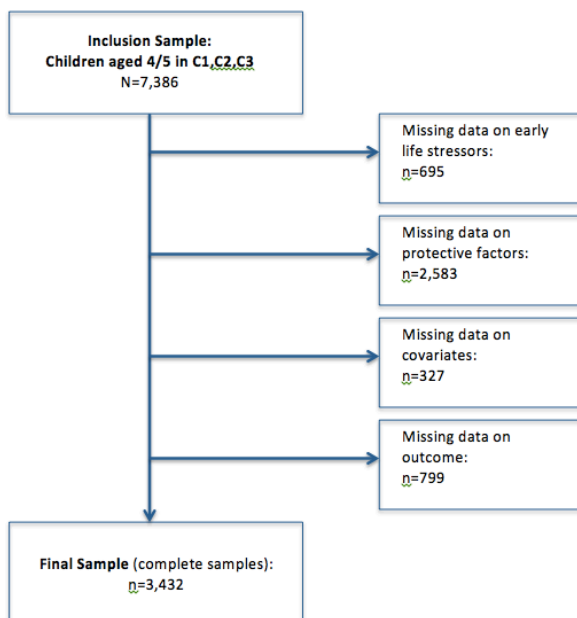 Inclusion Sample:
Children aged 4/5 in C1,C2,C3
N=7,386
Missing data on early
life stressors:
n=695
Missing data on
protective factors:
n=2,583
Missing data on
covariates:
n=327
Missing data on
outcome:
n=799
Final Sample (complete samples):
n=3,432